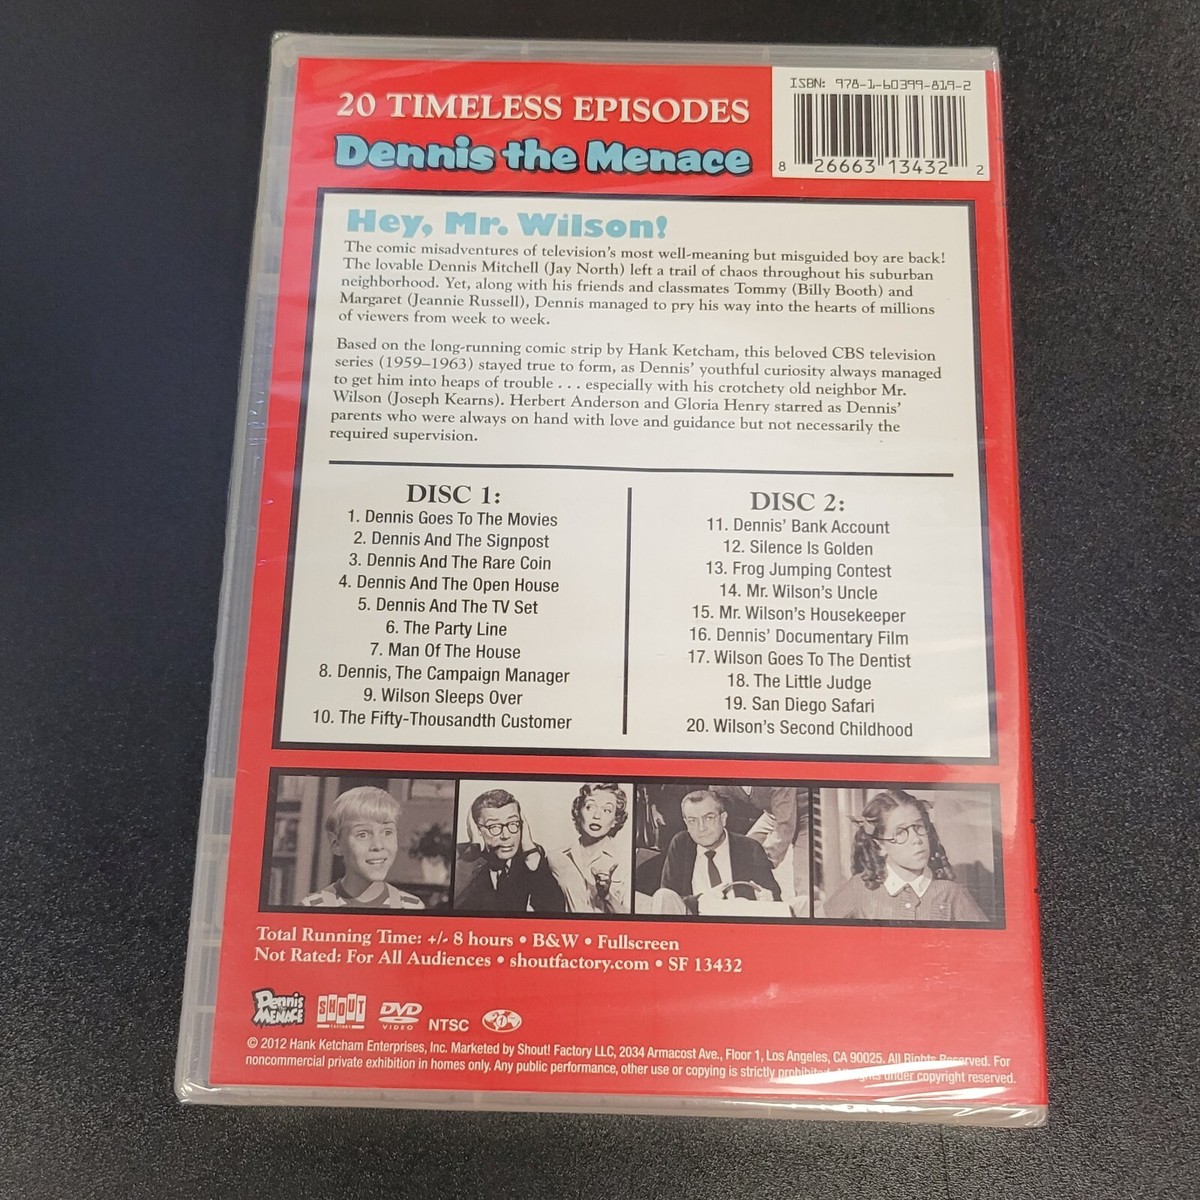 20 TIMELESS EPISODES
Dennis the Menace
ISBN: 978-1-60399-819-2
8 26663 13432 2
Hey, Mr. Wilson!
The comic misadventures of television's most well-meaning but misguided boy are back!
The lovable Dennis Mitchell (Jay North) left a trail of chaos throughout his suburban
neighborhood. Yet, along with his friends and classmates Tommy (Billy Booth) and
Margaret (Jeannie Russell), Dennis managed to pry his way into the hearts of millions
of viewers from week to week.
Based on the long-running comic strip by Hank Ketcham, this beloved CBS television
series (1959–1963) stayed true to form, as Dennis' youthful curiosity always managed
to get him into heaps of trouble . . . especially with his crotchety old neighbor Mr.
Wilson (Joseph Kearns). Herbert Anderson and Gloria Henry starred as Dennis'
parents who were always on hand with love and guidance but not necessarily the
required supervision.
DISC 1:
1. Dennis Goes To The Movies
2. Dennis And The Signpost
3. Dennis And The Rare Coin
4. Dennis And The Open House
5. Dennis And The TV Set
6. The Party Line
7. Man Of The House
8. Dennis, The Campaign Manager
9. Wilson Sleeps Over
10. The Fifty-Thousandth Customer
DISC 2:
11. Dennis' Bank Account
12. Silence Is Golden
13. Frog Jumping Contest
14. Mr. Wilson's Uncle
15. Mr. Wilson's Housekeeper
16. Dennis' Documentary Film
17. Wilson Goes To The Dentist
18. The Little Judge
19. San Diego Safari
20. Wilson's Second Childhood
Total Running Time: +/- 8 hours • B&W • Fullscreen
Not Rated: For All Audiences • shoutfactory.com • SF 13432
Dennis the MENACE
SHOUT
DVD
VIDEO
NTSC
© 2012 Hank Ketcham Enterprises, Inc. Marketed by Shout! Factory LLC, 2034 Armacost Ave., Floor 1, Los Angeles, CA 90025. All Rights Reserved. For
noncommercial private exhibition in homes only. Any public performance, other use or copying is strictly prohibited. All rights under copyright reserved.